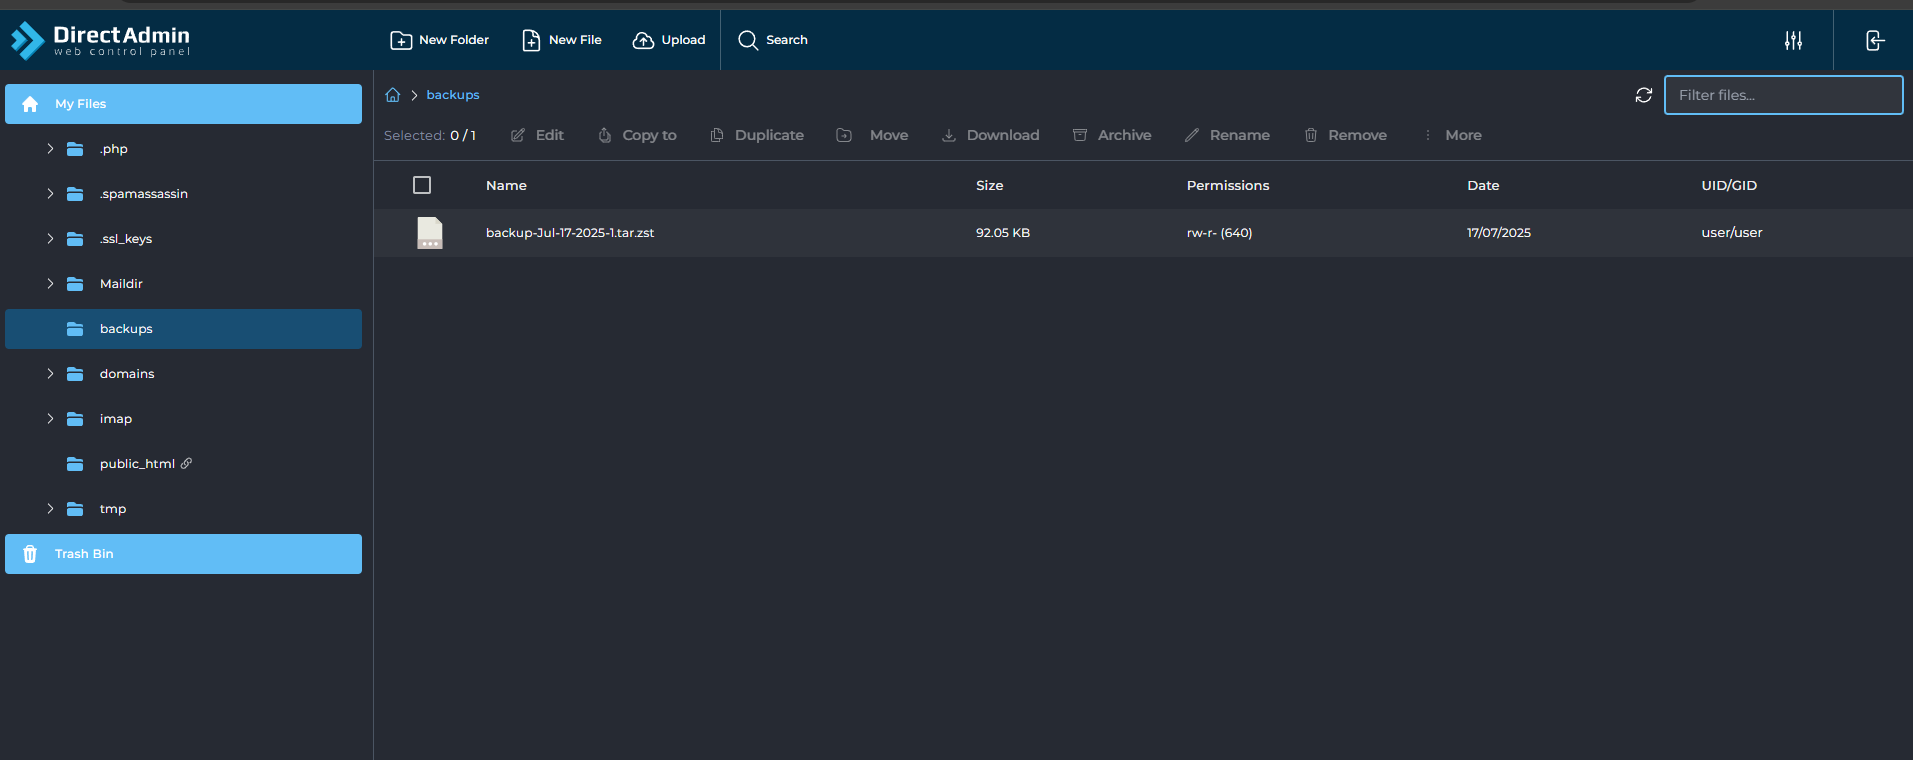 DirectAdmin
web control panel
New Folder
New File
Upload
Search
My Files
.php
.spamassassin
.ssl_keys
Maildir
backups
domains
imap
public_html
tmp
Trash Bin
backups
Filter files...
Selected: 0 / 1
Edit
Copy to
Duplicate
Move
Download
Archive
Rename
Remove
More
Name Size Permissions Date UID/GID
backup-Jul-17-2025-1.tar.zst 92.05 KB rw-r- (640) 17/07/2025 user/user